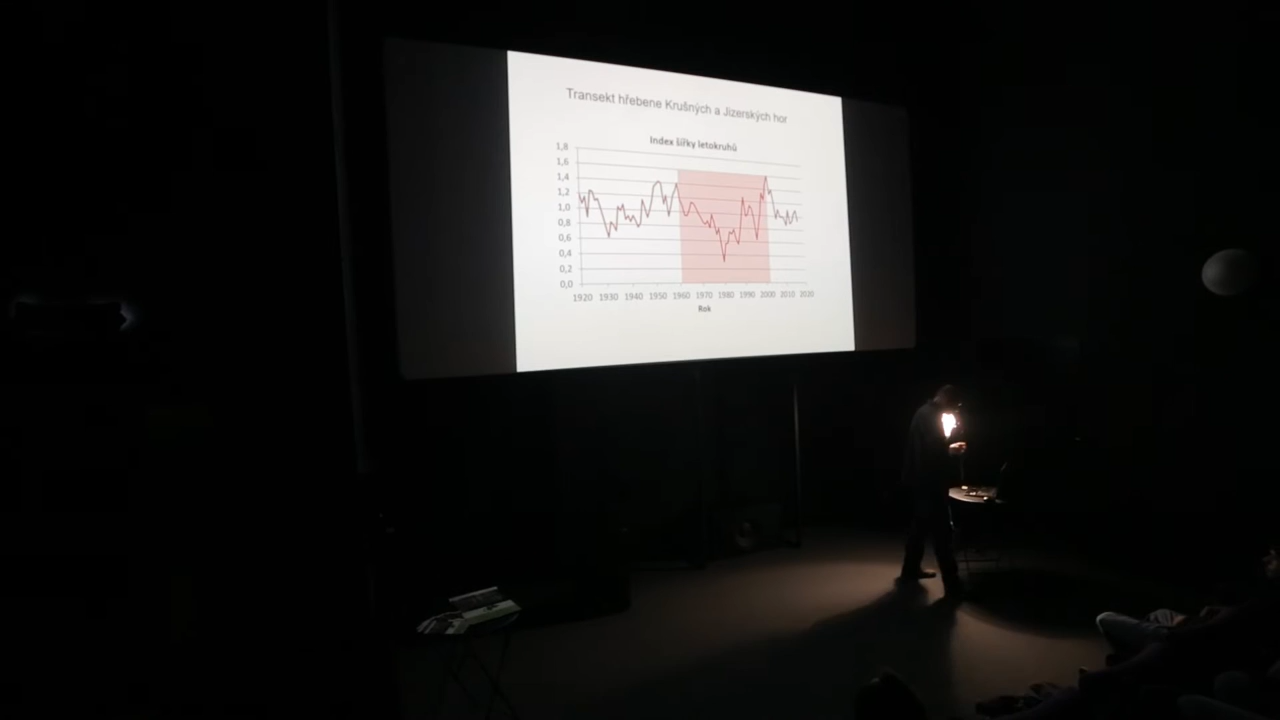 Transekt hřebene Krušných a Jizerských hor
Index šířky letokruhů
1,8
1,6
1,4
1,2
1,0
0,8
0,6
0,4
0,2
0,0
1920 1930 1940 1950 1960 1970 1980 1990 2000 2010 2020
Rok